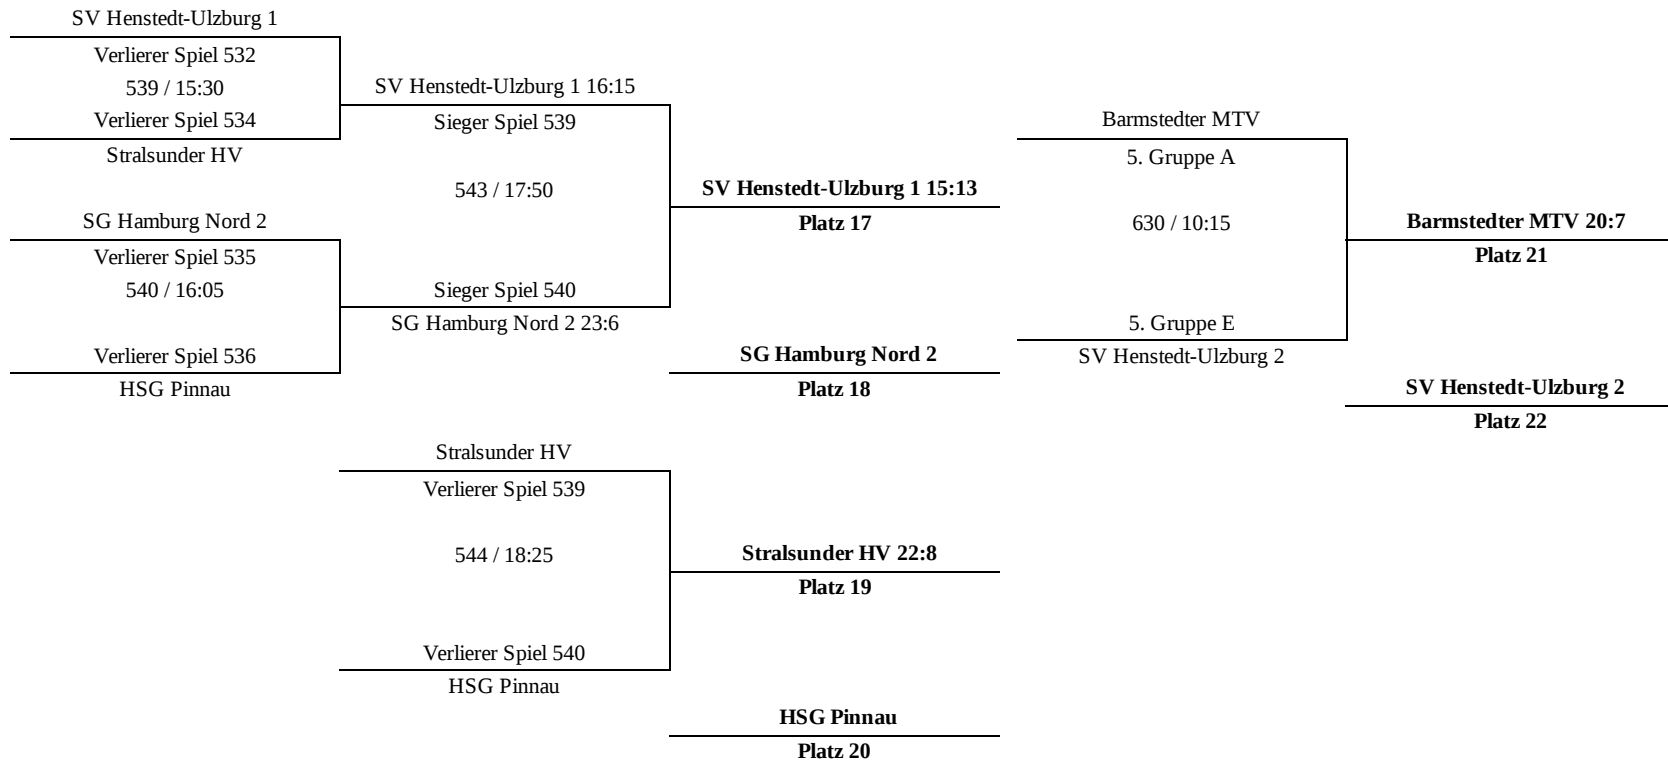 SV Henstedt-Ulzburg 1
Verlierer Spiel 532
539 / 15:30
Verlierer Spiel 534
Stralsunder HV
SG Hamburg Nord 2
Verlierer Spiel 535
540 / 16:05
Verlierer Spiel 536
HSG Pinnau
SV Henstedt-Ulzburg 1 16:15
Sieger Spiel 539
543 / 17:50
Sieger Spiel 540
SG Hamburg Nord 2 23:6
SV Henstedt-Ulzburg 1 15:13
Platz 17
SG Hamburg Nord 2
Platz 18
Stralsunder HV
Verlierer Spiel 539
544 / 18:25
Verlierer Spiel 540
HSG Pinnau
Stralsunder HV 22:8
Platz 19
HSG Pinnau
Platz 20
Barmstedter MTV
5. Gruppe A
630 / 10:15
5. Gruppe E
SV Henstedt-Ulzburg 2
Barmstedter MTV 20:7
Platz 21
SV Henstedt-Ulzburg 2
Platz 22